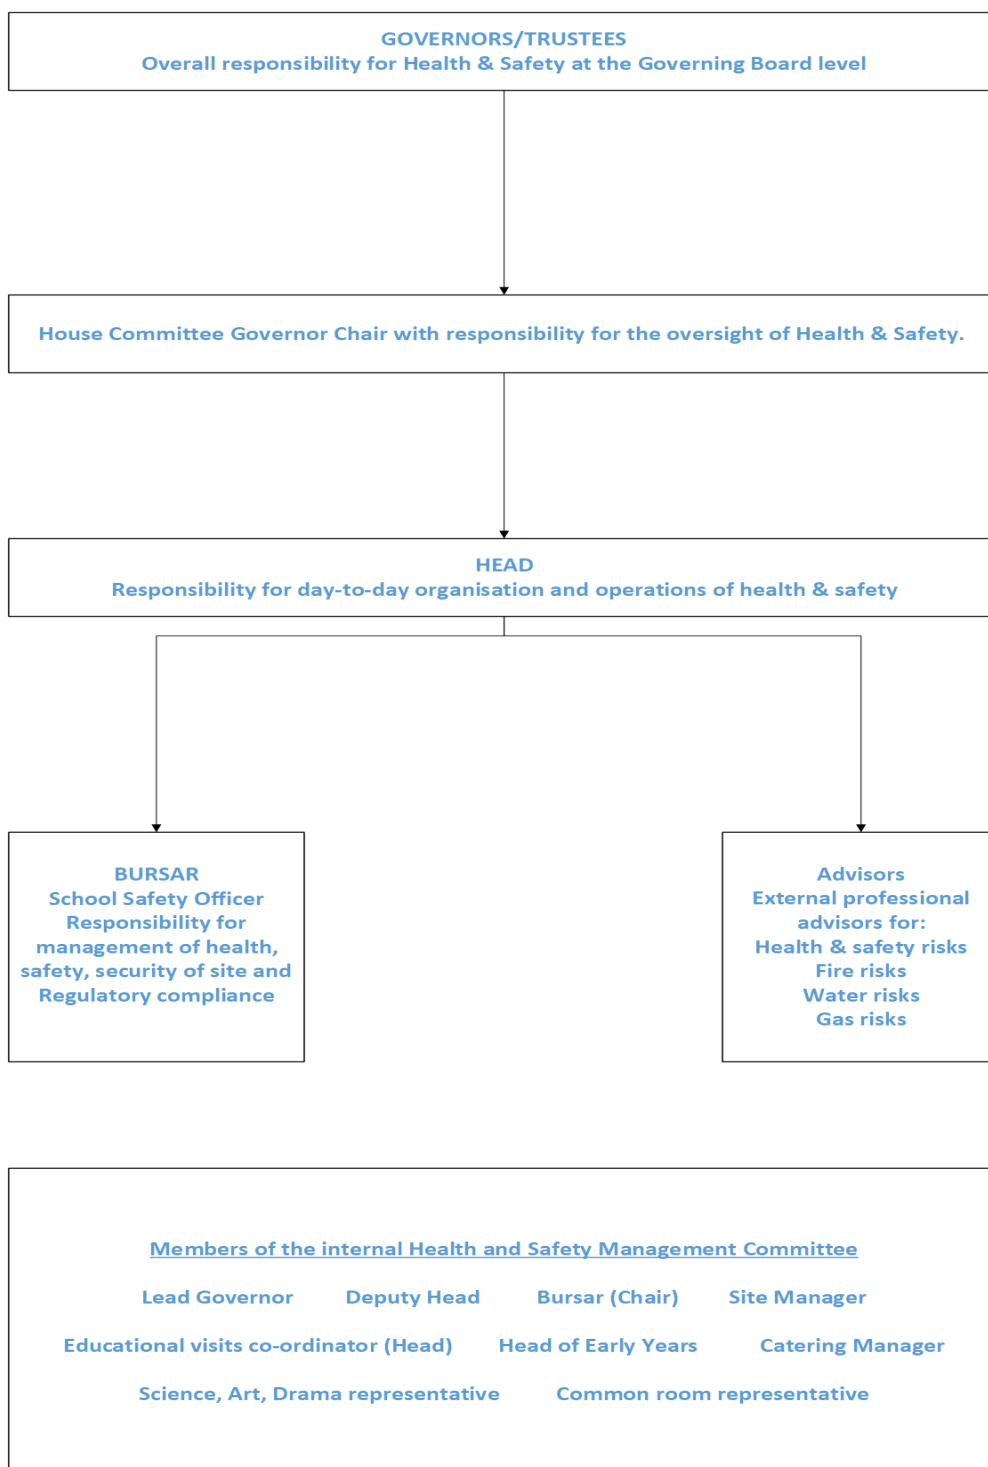 GOVERNORS/TRUSTEES
Overall responsibility for Health & Safety at the Governing Board level
House Committee Governor Chair with responsibility for the oversight of Health & Safety.
HEAD
Responsibility for day-to-day organisation and operations of health & safety
BURSAR
School Safety Officer
Responsibility for
management of health,
safety, security of site and
Regulatory compliance
Advisors
External professional
advisors for:
Health & safety risks
Fire risks
Water risks
Gas risks
Members of the internal Health and Safety Management Committee
Lead Governor Deputy Head Bursar (Chair) Site Manager
Educational visits co-ordinator (Head) Head of Early Years Catering Manager
Science, Art, Drama representative Common room representative